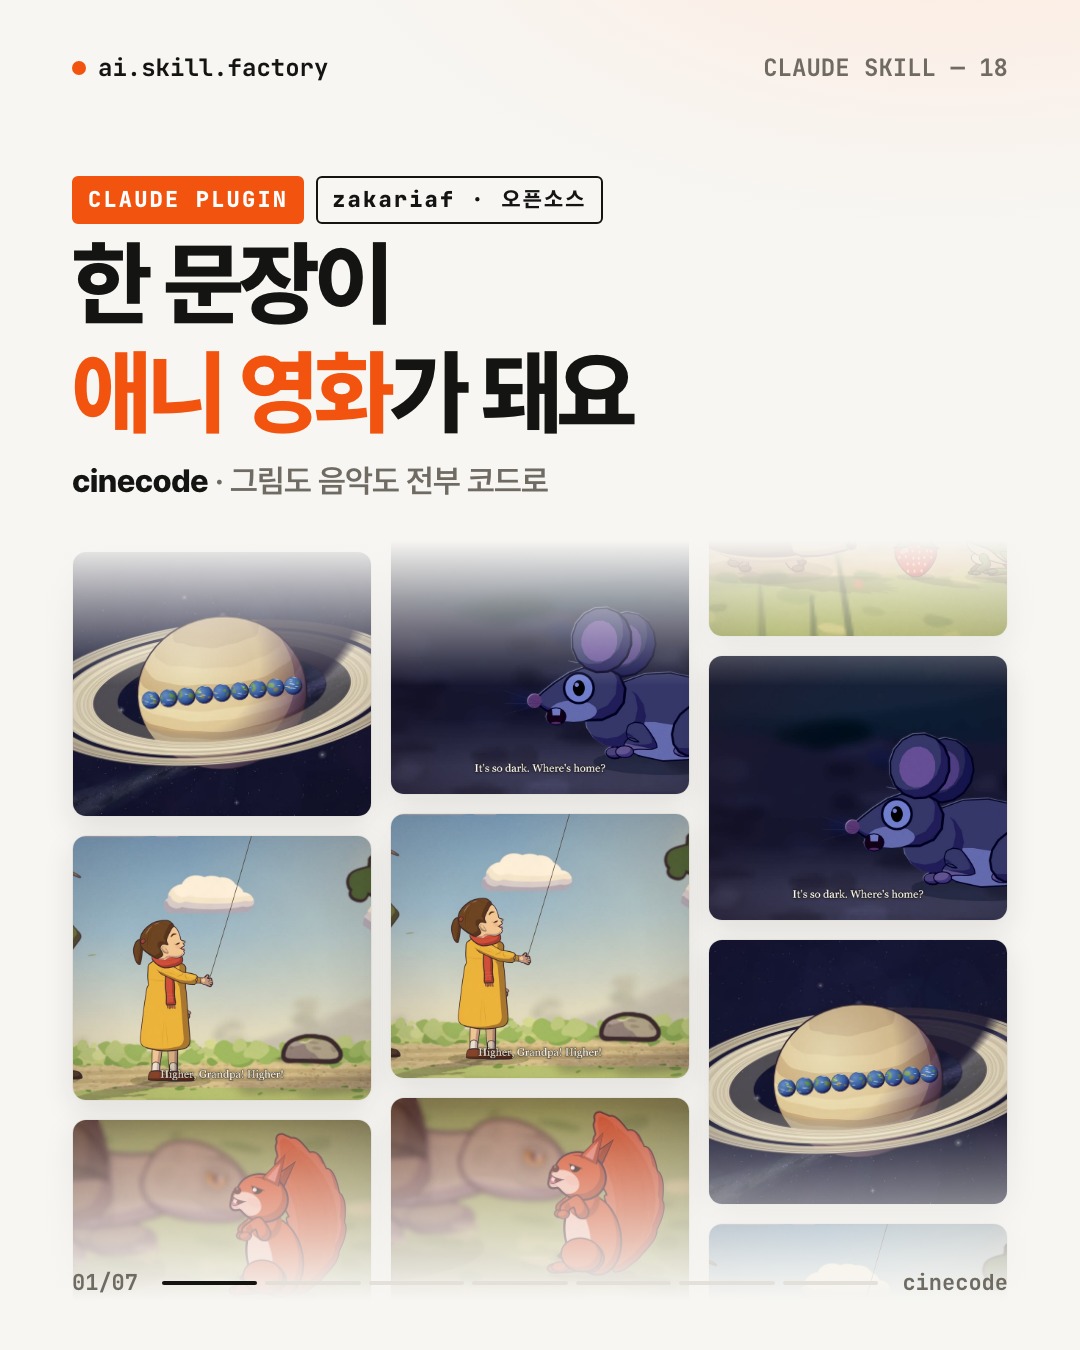 ai.skill.factory
CLAUDE SKILL — 18
CLAUDE PLUGIN
zakariaf · 오픈소스
한 문장이
애니 영화가 돼요
cinecode · 그림도 음악도 전부 코드로
It's so dark. Where's home?
It's so dark. Where's home?
Higher, Grandpa! Higher!
Higher, Grandpa! Higher!
01/07
cinecode